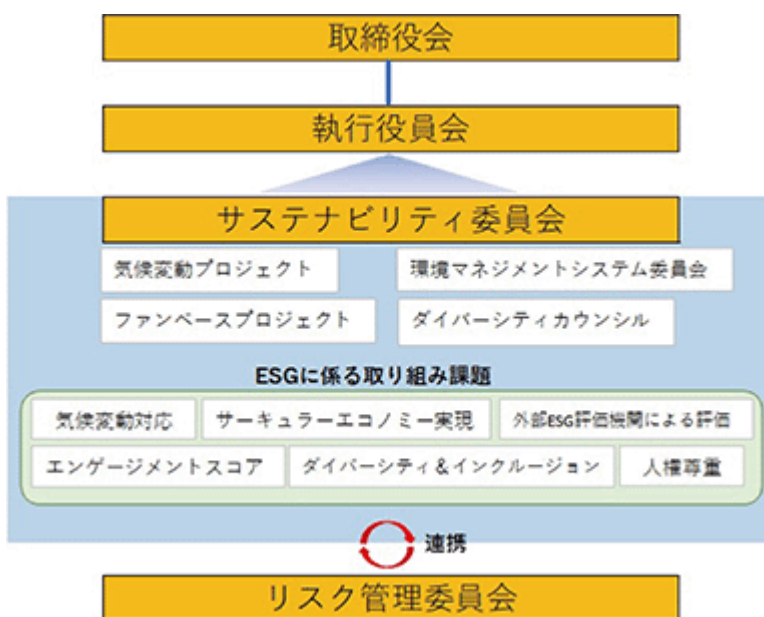 取締役会
執行役員会
サステナビリティ委員会
気候変動プロジェクト
環境マネジメントシステム委員会
ファンベースプロジェクト
ダイバーシティカウンシル
ESGに係る取り組み課題
気候変動対応
サーキュラーエコノミー実現
外部ESG評価機関による評価
エンゲージメントスコア
ダイバーシティ&インクルージョン
人権尊重
連携
リスク管理委員会